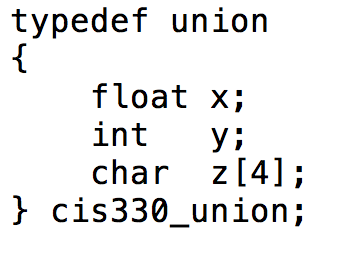 typedef union
{
    float x;
    int   y;
    char  z[4];
} cis330_union;